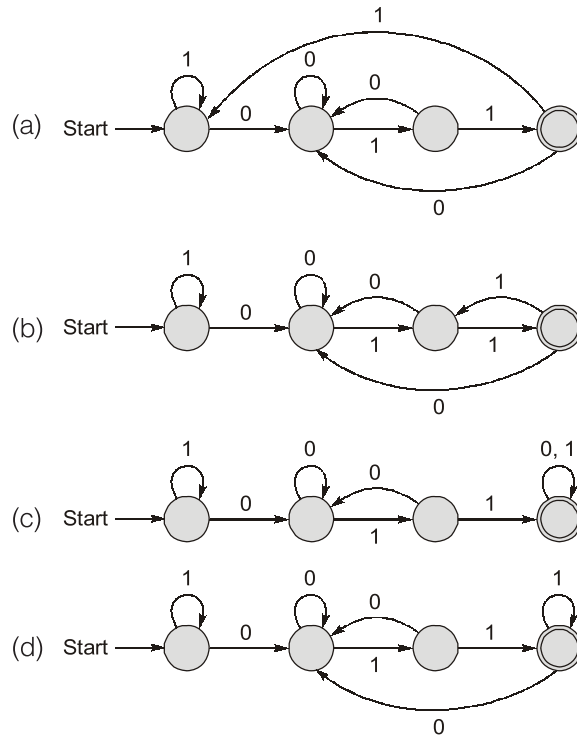 1
1 0 0
(a) Start 0 1 1
0
1 0 0 1
(b) Start 0 1 1
0
1 0 0 0, 1
(c) Start 0 1 1
1 0 0 1
(d) Start 0 1 1
0